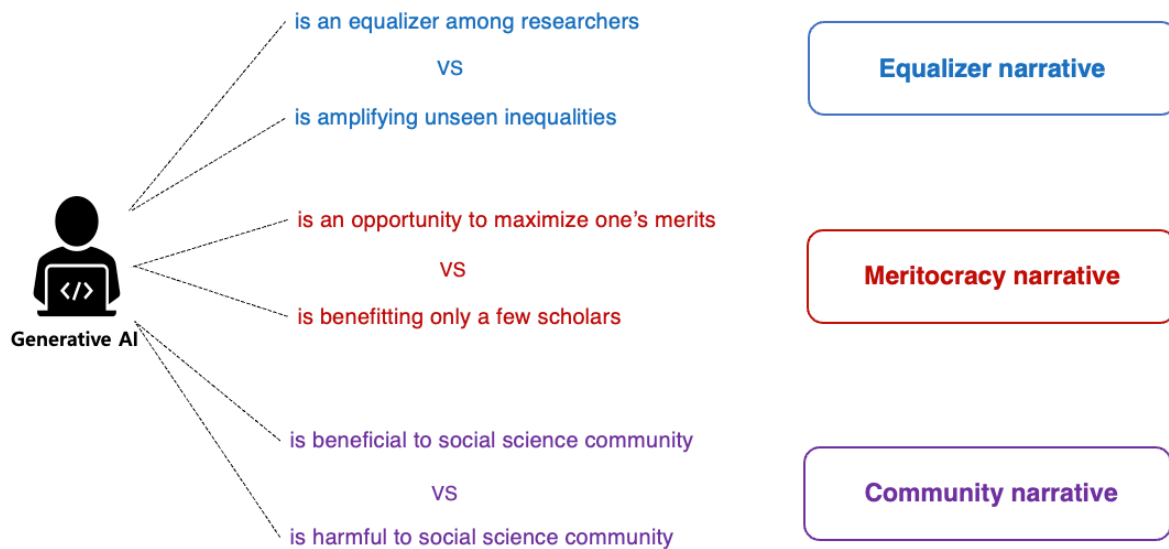 is an equalizer among researchers
VS
is amplifying unseen inequalities
Equalizer narrative
is an opportunity to maximize one's merits
VS
is benefitting only a few scholars
Meritocracy narrative
</>
Generative AI
is beneficial to social science community
VS
is harmful to social science community
Community narrative